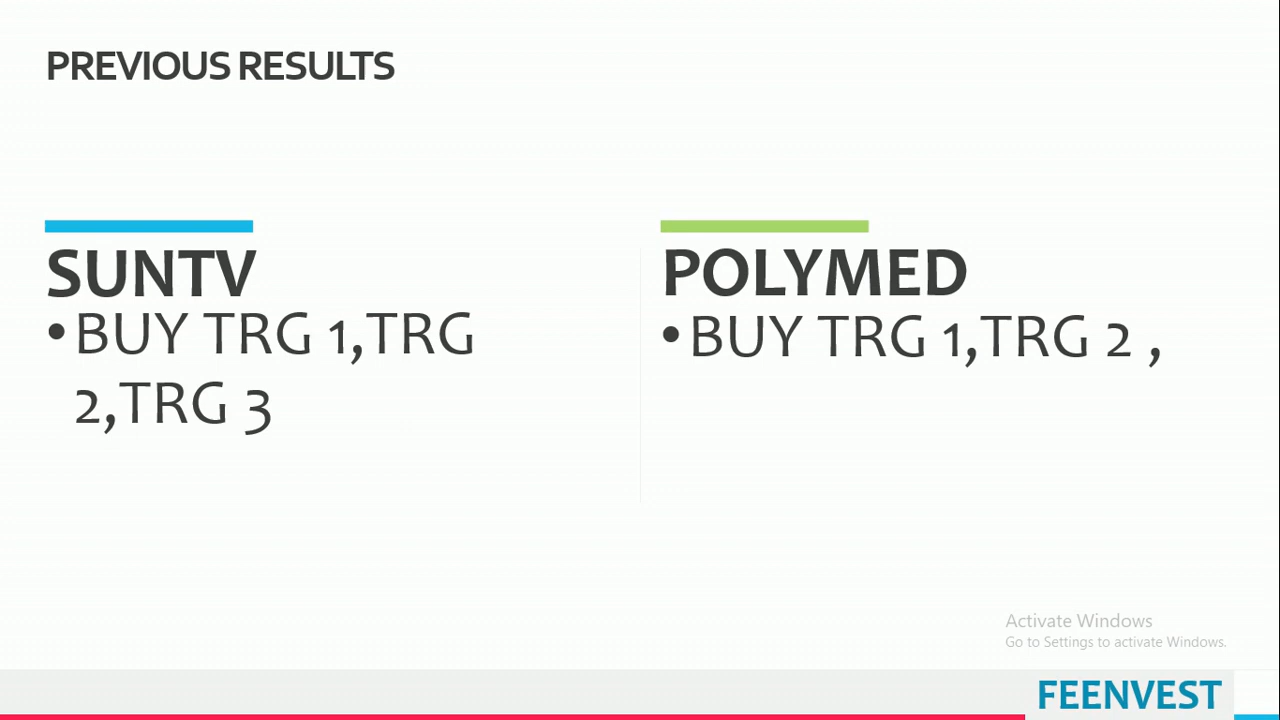 PREVIOUS RESULTS
SUNTV
•BUY TRG 1,TRG
2,TRG 3
POLYMED
•BUY TRG 1,TRG 2 ,
Activate Windows
Go to Settings to activate Windows.
FEENVEST